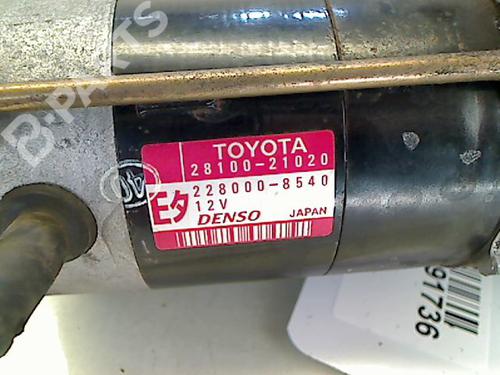 B-PARTS
TOYOTA
28100-21020
228000-8540
12V
DENSO JAPAN
91736